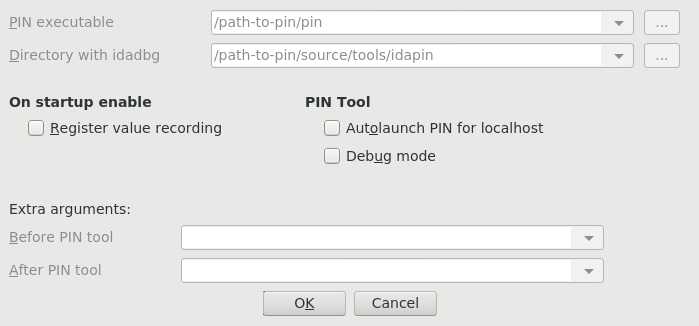 PIN executable /path-to-pin/pin ...
Directory with idadbg /path-to-pin/source/tools/idapin ...
On startup enable PIN Tool
Register value recording Autolaunch PIN for localhost
Debug mode
Extra arguments:
Before PIN tool
After PIN tool
OK Cancel